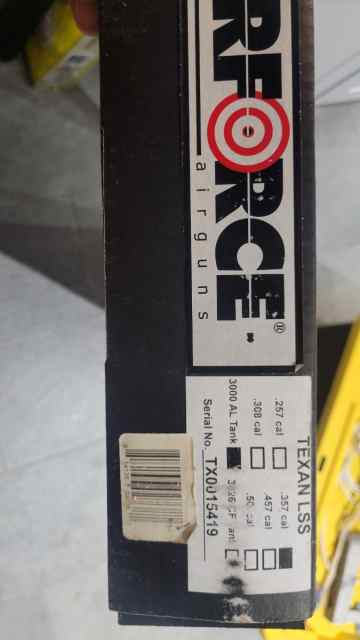 RFORCE®
airguns
TEXAN LSS
.257 cal .357 cal
.308 cal .457 cal
3000 AL Tank .50 cal
Serial No. TX0015419